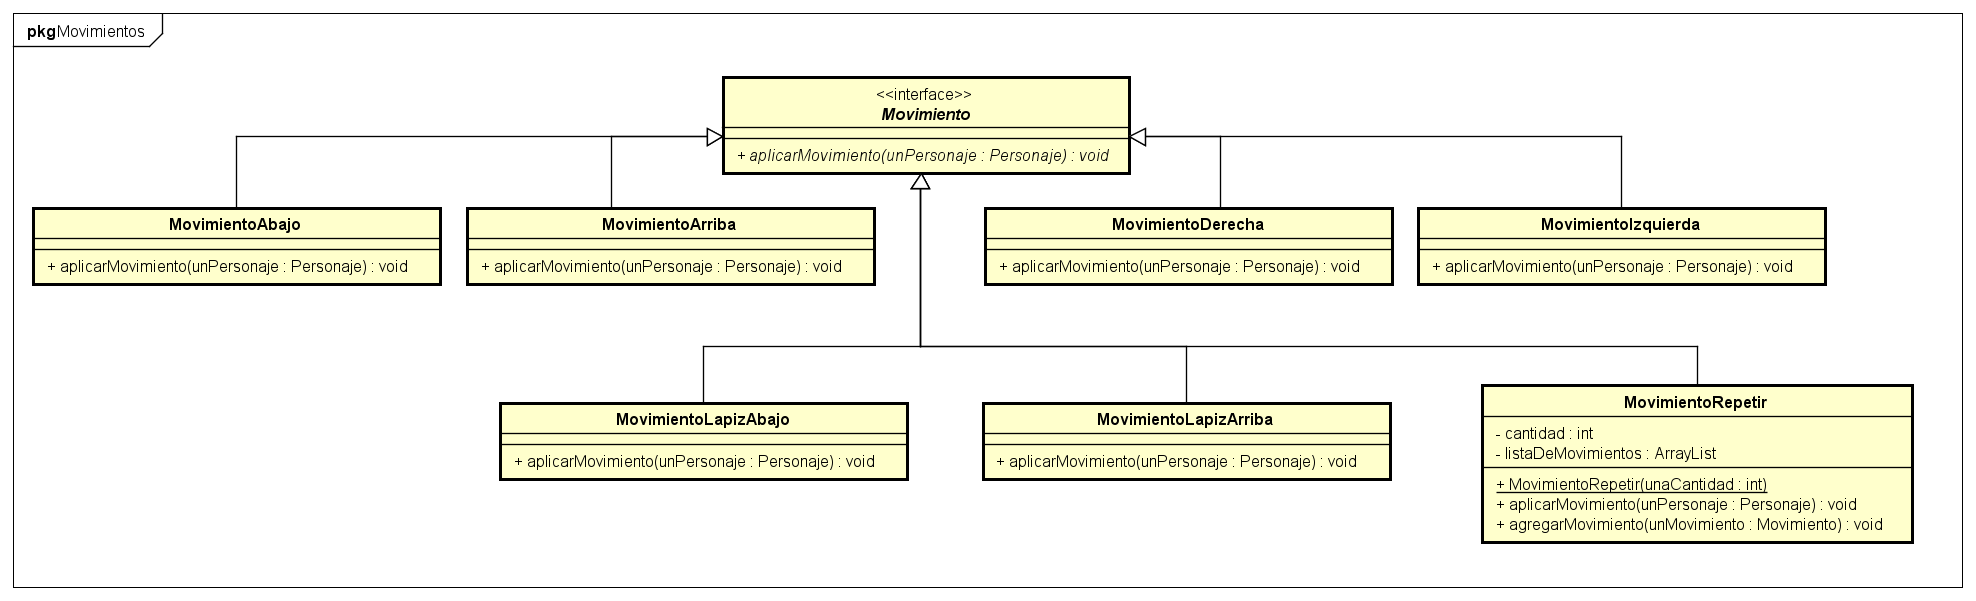 pkg Movimientos
<<interface>>
Movimiento
+ aplicarMovimiento(unPersonaje : Personaje) : void
MovimientoAbajo
+ aplicarMovimiento(unPersonaje : Personaje) : void
MovimientoArriba
+ aplicarMovimiento(unPersonaje : Personaje) : void
MovimientoDerecha
+ aplicarMovimiento(unPersonaje : Personaje) : void
MovimientoIzquierda
+ aplicarMovimiento(unPersonaje : Personaje) : void
MovimientoLapizAbajo
+ aplicarMovimiento(unPersonaje : Personaje) : void
MovimientoLapizArriba
+ aplicarMovimiento(unPersonaje : Personaje) : void
MovimientoRepetir
- cantidad : int
- listaDeMovimientos : ArrayList
+ MovimientoRepetir(unaCantidad : int)
+ aplicarMovimiento(unPersonaje : Personaje) : void
+ agregarMovimiento(unMovimiento : Movimiento) : void